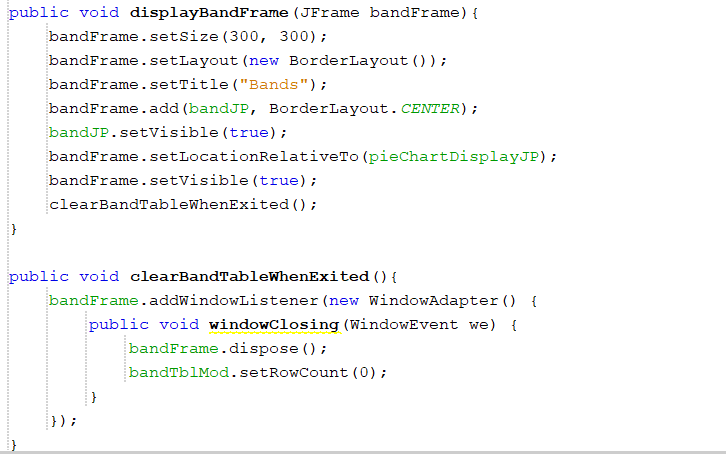 public void displayBandFrame(JFrame bandFrame){
    bandFrame.setSize(300, 300);
    bandFrame.setLayout(new BorderLayout());
    bandFrame.setTitle("Bands");
    bandFrame.add(bandJP, BorderLayout.CENTER);
    bandJP.setVisible(true);
    bandFrame.setLocationRelativeTo(pieChartDisplayJP);
    bandFrame.setVisible(true);
    clearBandTableWhenExited();
}

public void clearBandTableWhenExited(){
    bandFrame.addWindowListener(new WindowAdapter() {
        public void windowClosing(WindowEvent we) {
            bandFrame.dispose();
            bandTblMod.setRowCount(0);
        }
    });
}